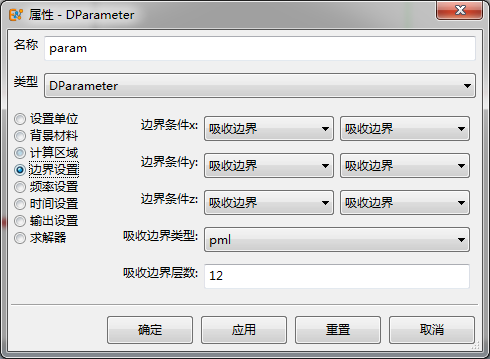 属性 - DParameter
名称 param
类型 DParameter
设置单位
背景材料
计算区域
边界设置
频率设置
时间设置
输出设置
求解器
边界条件x: 吸收边界 吸收边界
边界条件y: 吸收边界 吸收边界
边界条件z: 吸收边界 吸收边界
吸收边界类型: pml
吸收边界层数: 12
确定 应用 重置 取消